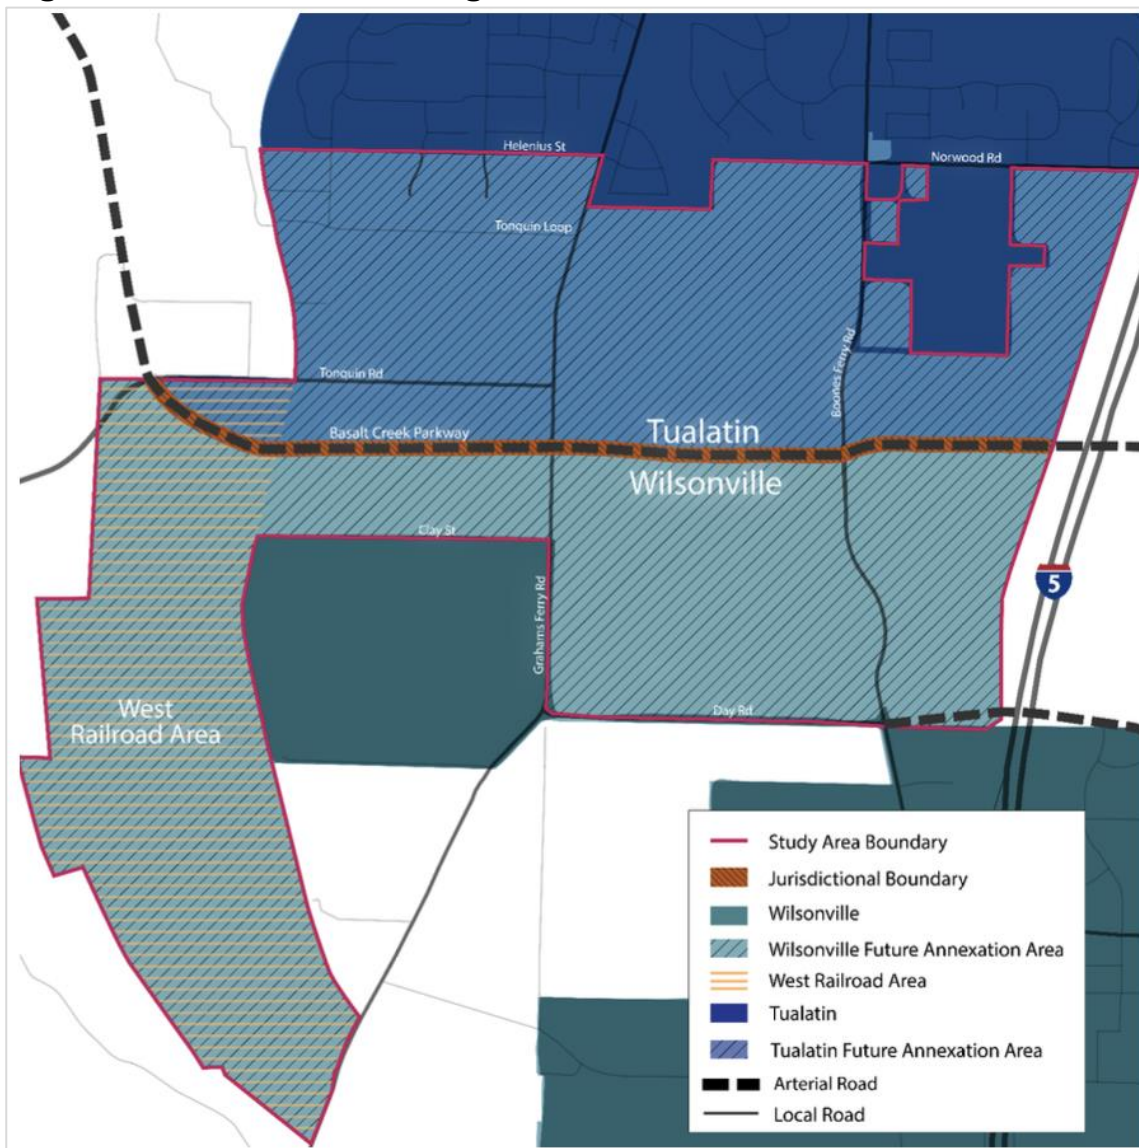 Helenius St
Norwood Rd
Tonquin Loop
Boones Ferry Rd
Tonquin Rd
Basalt Creek Parkway
Tualatin
Wilsonville
Clay St
5
Grahams Ferry Rd
West
Railroad Area
Day Rd
Study Area Boundary
Jurisdictional Boundary
Wilsonville
Wilsonville Future Annexation Area
West Railroad Area
Tualatin
Tualatin Future Annexation Area
Arterial Road
Local Road